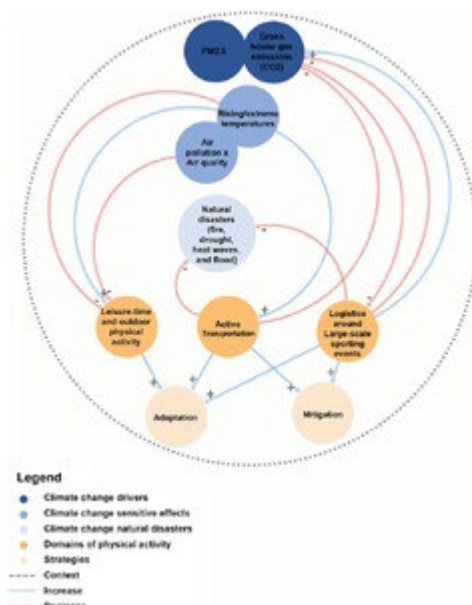 PM2.5
Green
house gas
emissions
(CO2)
Rising/extreme
temperatures
Air
pollution &
Air quality
Natural
disasters
(fire,
drought,
heat waves,
and flood)
Leisure-time
and outdoor
physical
activity
Active
Transportation
Logistics
around
Large-scale
sporting
events
Adaptation
Mitigation
Legend
Climate change drivers
Climate change sensitive effects
Climate change natural disasters
Domains of physical activity
Strategies
Context
Increase
Decrease